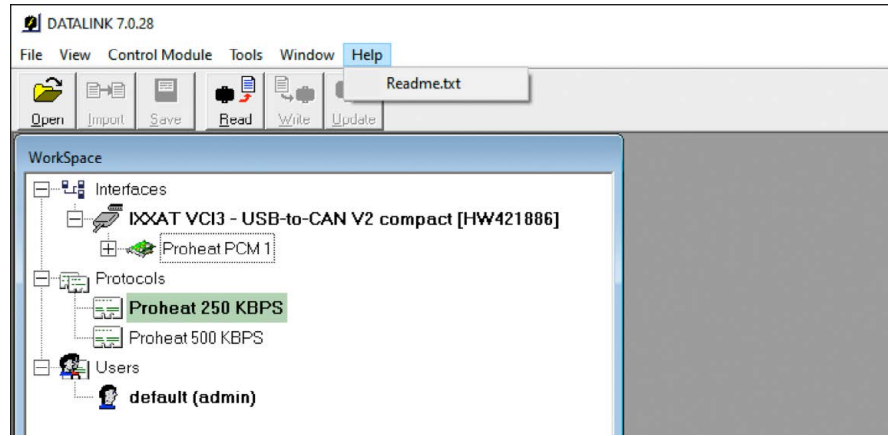 DATALINK 7.0.28
File View Control Module Tools Window Help
Readme.txt
Open Import Save Read Write Update
WorkSpace
Interfaces
IXXAT VCI3 - USB-to-CAN V2 compact [HW421886]
Proheat PCM 1
Protocols
Proheat 250 KBPS
Proheat 500 KBPS
Users
default (admin)